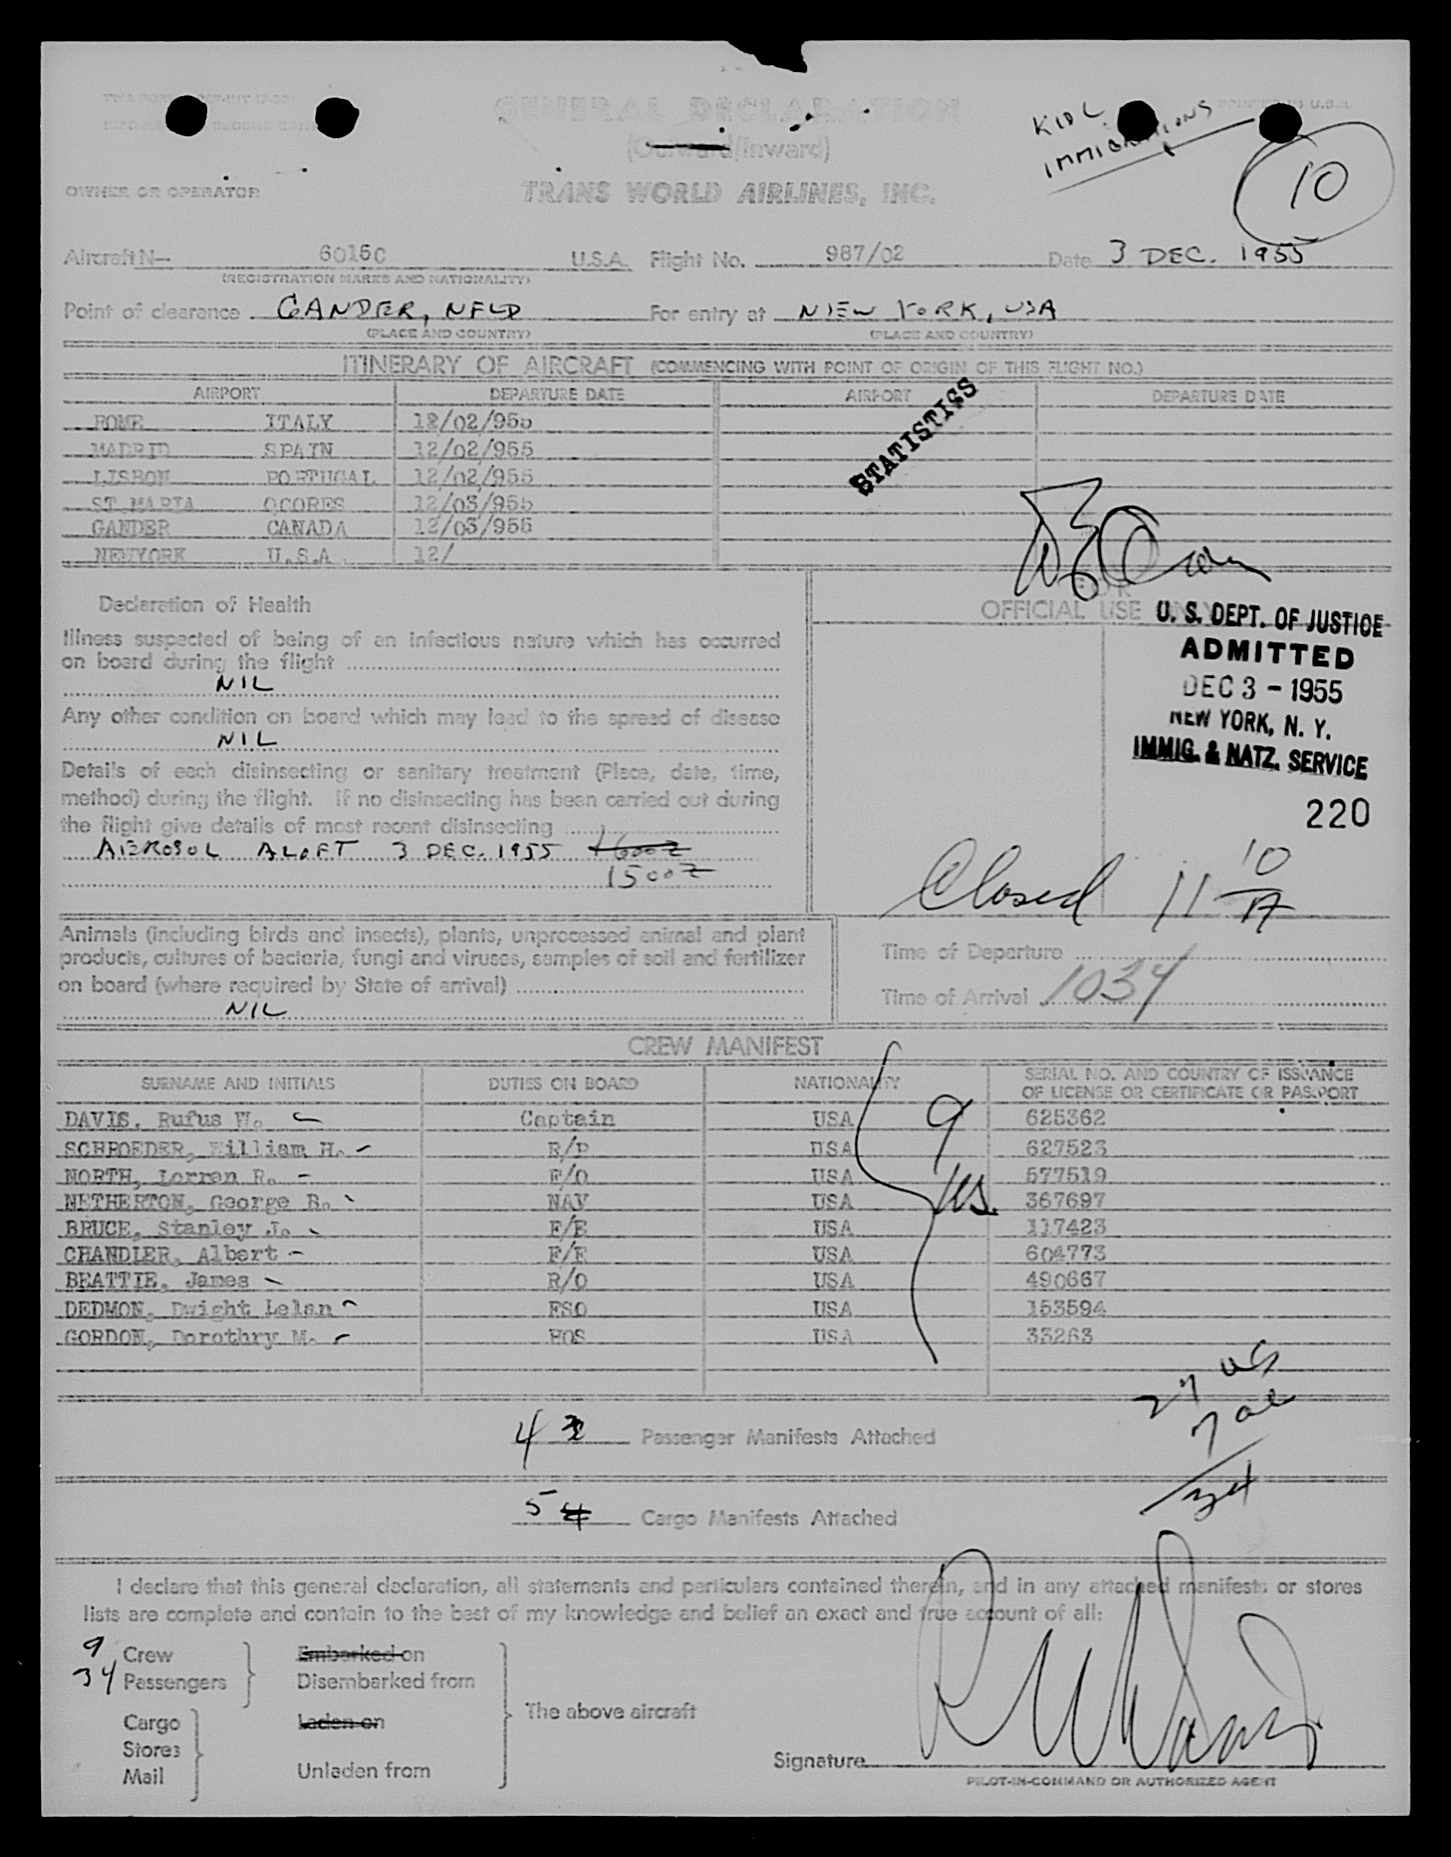 GENERAL DECLARATION
(Outward/Inward)
KIDL
IMMIGRATIONS
10
OWNER OR OPERATOR
TRANS WORLD AIRLINES, INC.
Aircraft N— 6015C U.S.A. Flight No. 987/02 Date 3 DEC. 1955
(REGISTRATION MARKS AND NATIONALITY)
Point of clearance GANDER, NFLD For entry at NEW YORK, USA
(PLACE AND COUNTRY) (PLACE AND COUNTRY)
ITINERARY OF AIRCRAFT (COMMENCING WITH POINT OF ORIGIN OF THIS FLIGHT NO.)
AIRPORT DEPARTURE DATE AIRPORT DEPARTURE DATE
STATISTICS
ROME ITALY 12/02/955
MADRID SPAIN 12/02/955
LISBON PORTUGAL 12/02/955
ST MARIA OCORES 12/03/955
GANDER CANADA 12/03/955
NEWYORK U.S.A 12/
FOR
OFFICIAL USE ONLY
U. S. DEPT. OF JUSTICE
ADMITTED
DEC 3 - 1955
NEW YORK, N. Y.
IMMIG. & NATZ. SERVICE
220
Declaration of Health
Illness suspected of being of an infectious nature which has occurred
on board during the flight
NIL
Any other condition on board which may lead to the spread of disease
NIL
Details of each disinsecting or sanitary treatment (Place, date, time,
method) during the flight. If no disinsecting has been carried out during
the flight give details of most recent disinsecting
AEROSOL ALOFT 3 DEC. 1955 1600Z
1500Z
Closed 11 10/A
Animals (including birds and insects), plants, unprocessed animal and plant
products, cultures of bacteria, fungi and viruses, samples of soil and fertilizer
on board (where required by State of arrival)
NIL
Time of Departure
Time of Arrival 1034
CREW MANIFEST
SURNAME AND INITIALS DUTIES ON BOARD NATIONALITY SERIAL NO. AND COUNTRY OF ISSUANCE
OF LICENSE OR CERTIFICATE OR PASSPORT
DAVIS, Rufus W. Captain USA 625362
SCHROEDER, William H. R/P USA 627523
NORTH, Lorren R. F/O USA 577519
NETHERTON, George B. NAV USA 367697
BRUCE, Stanley J. F/E USA 117423
CHANDLER, Albert F/E USA 604773
BEATTIE, James R/O USA 490667
DEDMON, Dwight Lelan FSO USA 153594
GORDON, Dorothry M. HOS USA 33263
9 US.
27 US
7 al
34
4 3 Passenger Manifests Attached
5 4 Cargo Manifests Attached
I declare that this general declaration, all statements and particulars contained therein, and in any attached manifests or stores
lists are complete and contain to the best of my knowledge and belief an exact and true account of all:
9 Crew Embarked on
34 Passengers Disembarked from
The above aircraft
Cargo Laden on
Stores
Mail Unladen from
Signature R W Davis
PILOT-IN-COMMAND OR AUTHORIZED AGENT